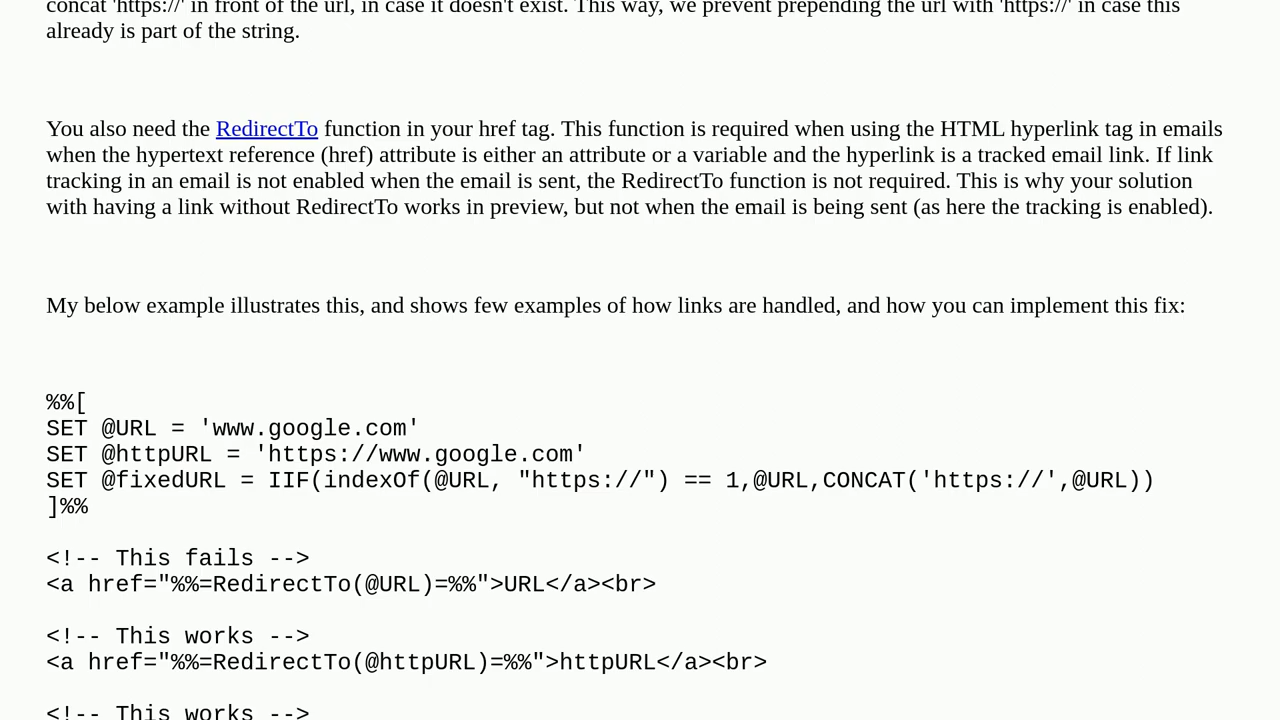 concat 'https://' in front of the url, in case it doesn't exist. This way, we prevent prepending the url with 'https://' in case this
already is part of the string.
You also need the RedirectTo function in your href tag. This function is required when using the HTML hyperlink tag in emails
when the hypertext reference (href) attribute is either an attribute or a variable and the hyperlink is a tracked email link. If link
tracking in an email is not enabled when the email is sent, the RedirectTo function is not required. This is why your solution
with having a link without RedirectTo works in preview, but not when the email is being sent (as here the tracking is enabled).
My below example illustrates this, and shows few examples of how links are handled, and how you can implement this fix:
%%[
SET @URL = 'www.google.com'
SET @httpURL = 'https://www.google.com'
SET @fixedURL = IIF(indexOf(@URL, "https://") == 1,@URL,CONCAT('https://',@URL))
]%%
<!-- This fails -->
<a href="%%=RedirectTo(@URL)=%%">URL</a><br>
<!-- This works -->
<a href="%%=RedirectTo(@httpURL)=%%">httpURL</a><br>
<!-- This works -->